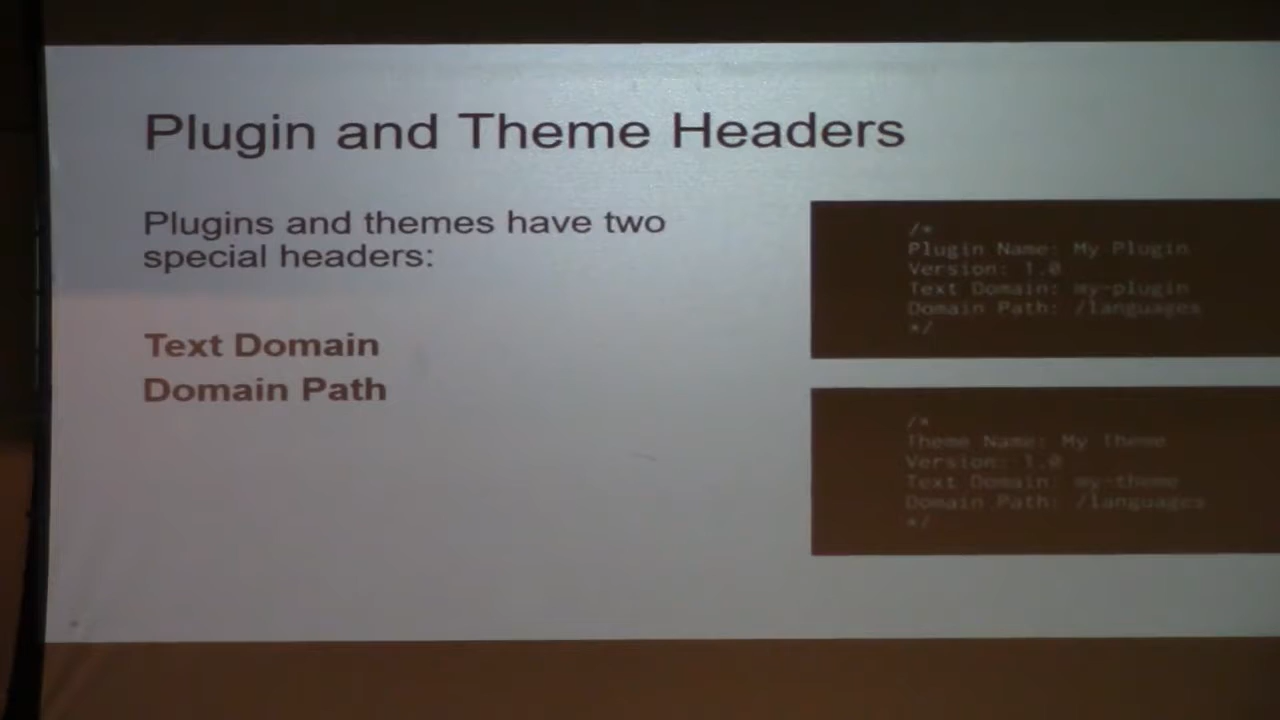 Plugin and Theme Headers
Plugins and themes have two
special headers:
Text Domain
Domain Path
/*
Plugin Name: My Plugin
Version: 1.0
Text Domain: my-plugin
Domain Path: /languages
*/
/*
Theme Name: My Theme
Version: 1.0
Text Domain: my-theme
Domain Path: /languages
*/